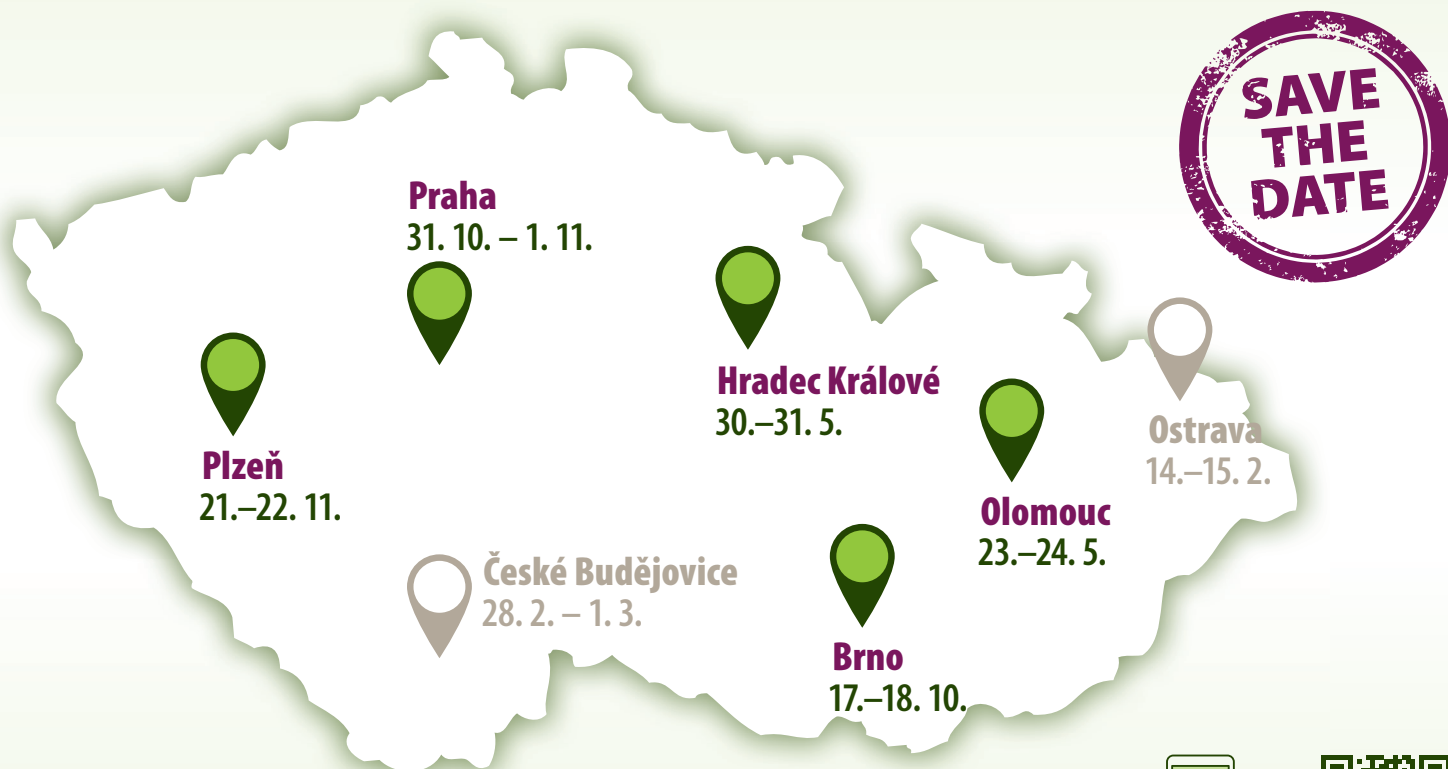 SAVE
THE
DATE
Praha
31. 10. – 1. 11.
Hradec Králové
30.–31. 5.
Ostrava
14.–15. 2.
Plzeň
21.–22. 11.
Olomouc
23.–24. 5.
České Budějovice
28. 2. – 1. 3.
Brno
17.–18. 10.